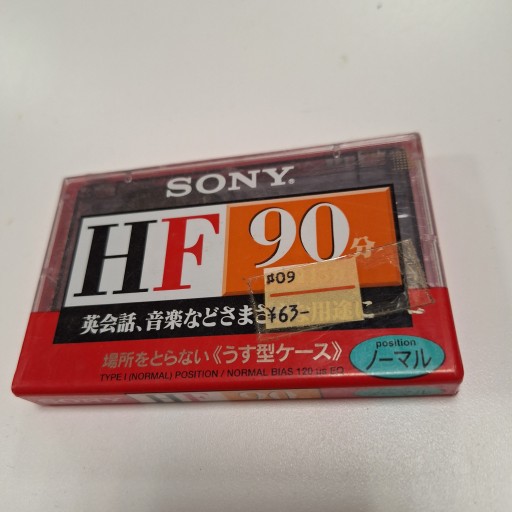 SONY.
HF 90分
#09
¥63-
英会話、音楽などさまざ 用途に
場所をとらない《うす型ケース》
position
ノーマル
TYPE I (NORMAL) POSITION / NORMAL BIAS 120 μs EQ
HF 90